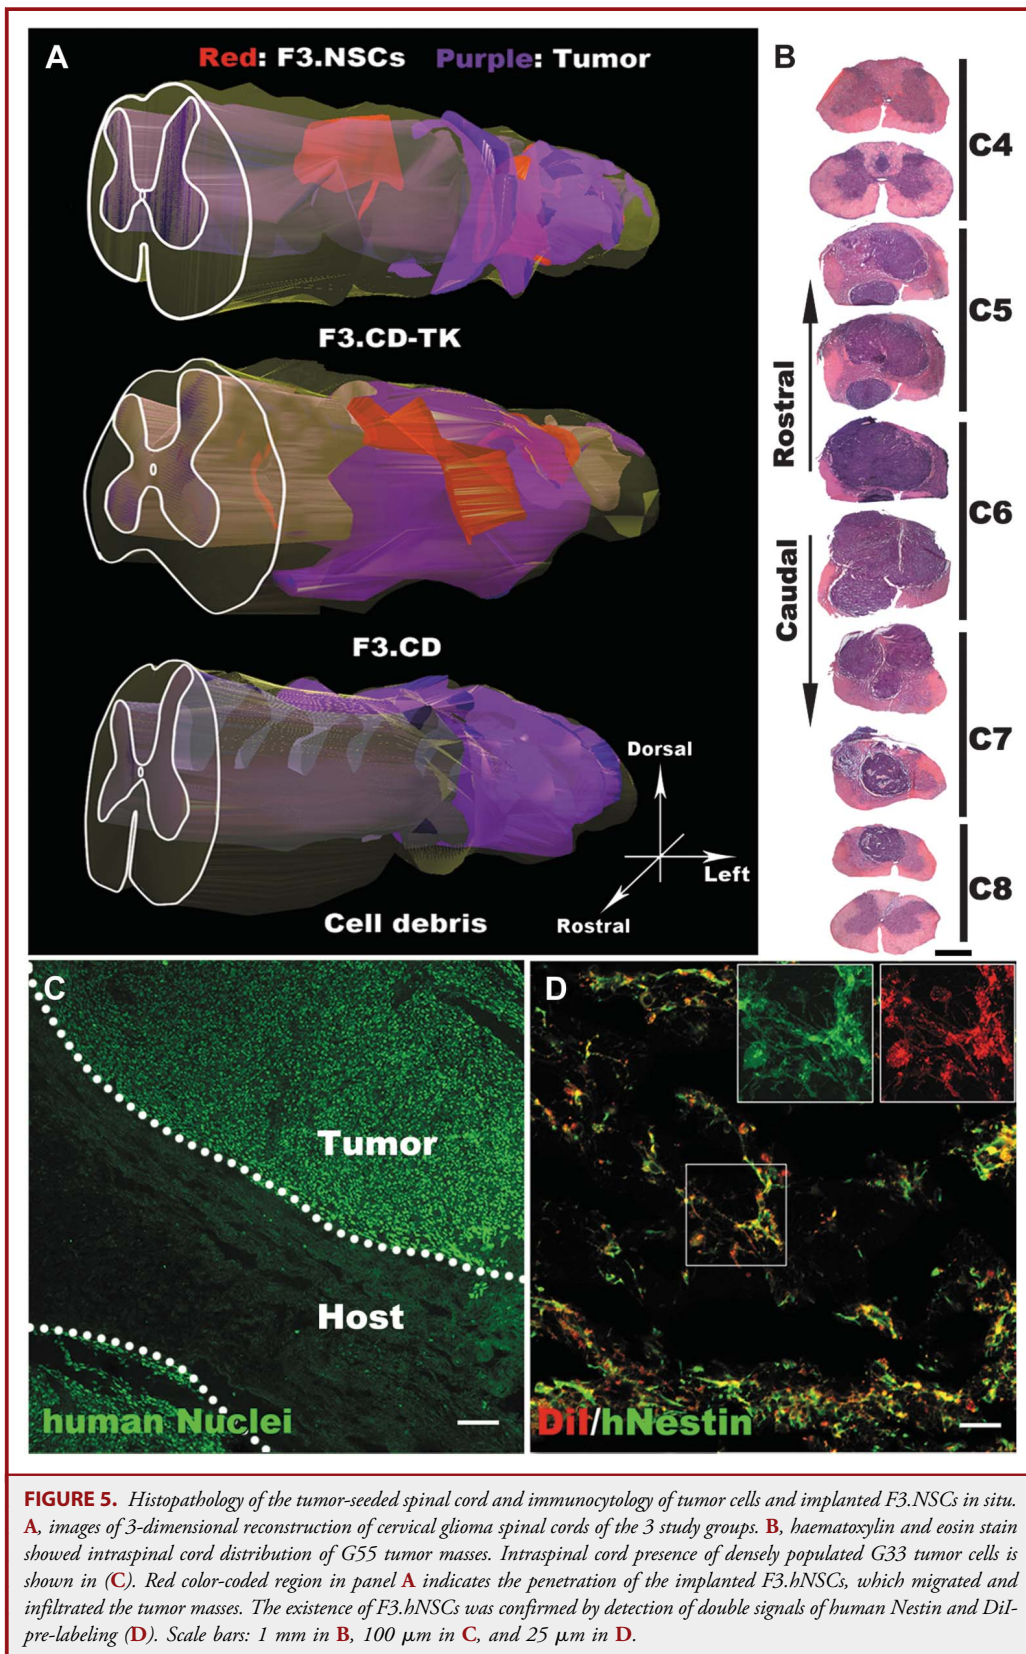 A
Red: F3.NSCs Purple: Tumor
F3.CD-TK
F3.CD
Cell debris
Dorsal
Left
Rostral
B
C4
C5
C6
C7
C8
Rostral
Caudal
C
Tumor
Host
human Nuclei
D
DiI/hNestin
FIGURE 5. Histopathology of the tumor-seeded spinal cord and immunocytology of tumor cells and implanted F3.NSCs in situ.
A, images of 3-dimensional reconstruction of cervical glioma spinal cords of the 3 study groups. B, haematoxylin and eosin stain
showed intraspinal cord distribution of G55 tumor masses. Intraspinal cord presence of densely populated G33 tumor cells is
shown in (C). Red color-coded region in panel A indicates the penetration of the implanted F3.hNSCs, which migrated and
infiltrated the tumor masses. The existence of F3.hNSCs was confirmed by detection of double signals of human Nestin and DiI-
pre-labeling (D). Scale bars: 1 mm in B, 100 μm in C, and 25 μm in D.